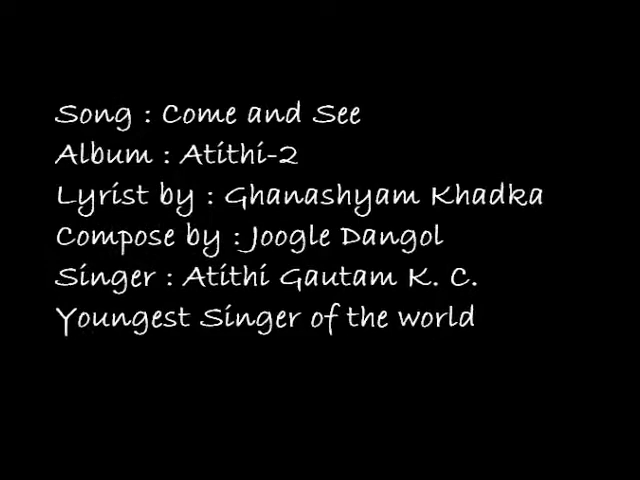 Song : Come and See
Album : Atithi-2
Lyrist by : Ghanashyam Khadka
Compose by : Joogle Dangol
Singer : Atithi Gautam K. C.
Youngest Singer of the world